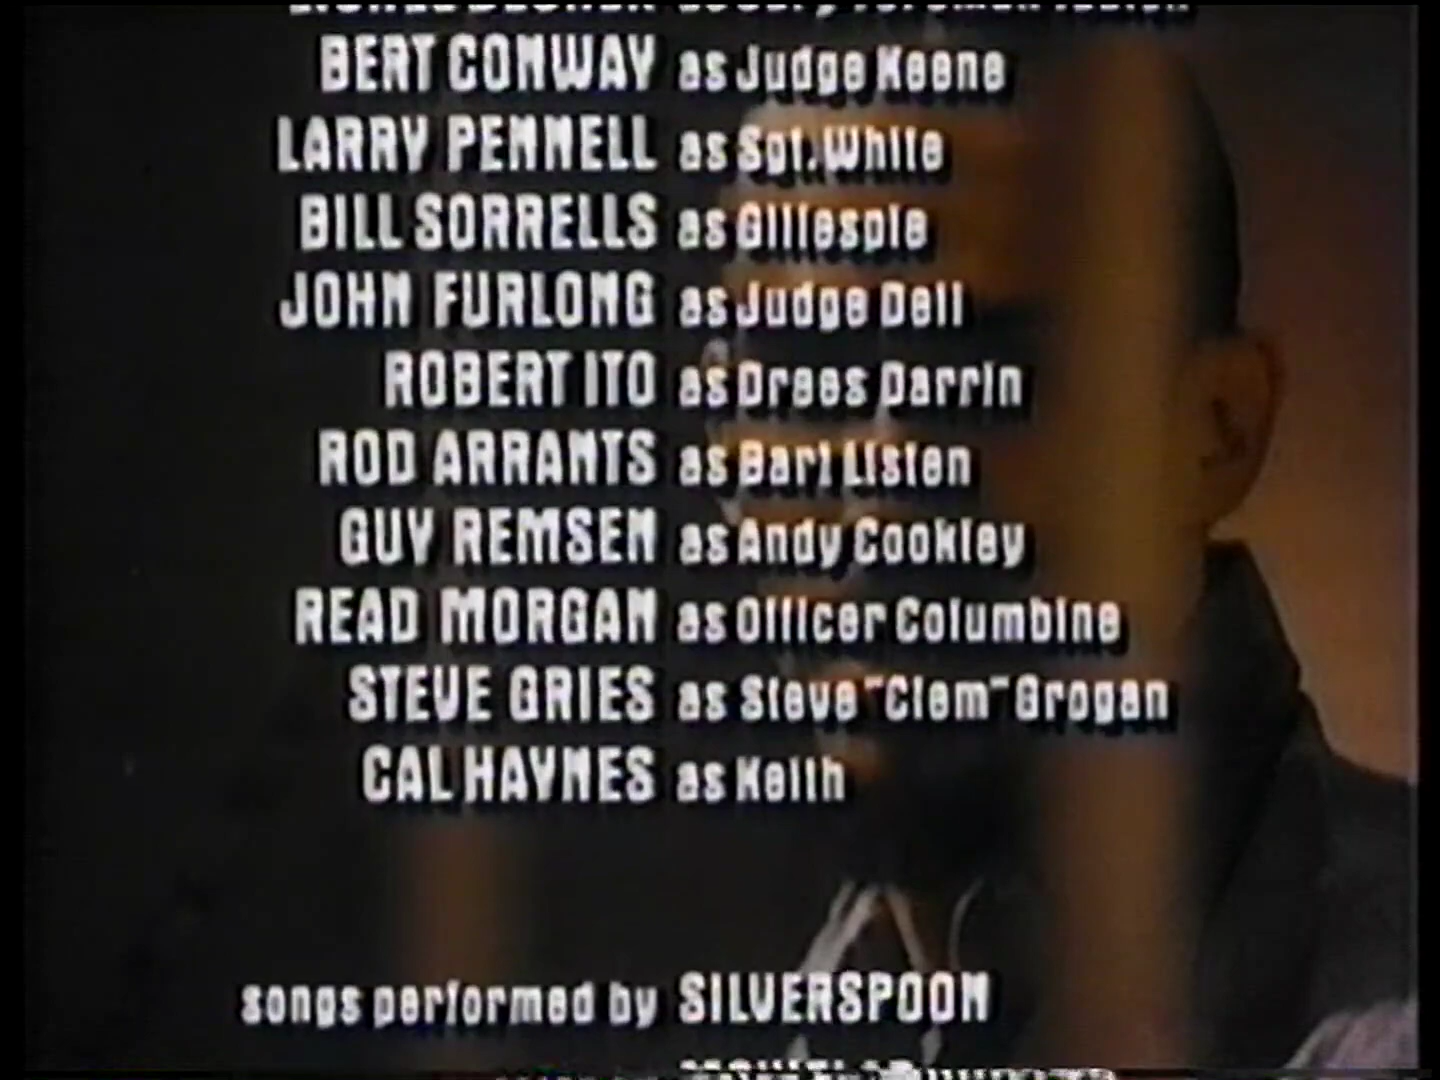 BERT CONWAY as Judge Keene
LARRY PENNELL as Sgt. White
BILL SORRELLS as Gillespie
JOHN FURLONG as Judge Dell
ROBERT ITO as Drees Darrin
ROD ARRANTS as Bart Listen
GUY REMSEN as Andy Cookley
READ MORGAN as Officer Columbine
STEVE GRIES as Steve "Clem" Grogan
CAL HAYNES as Keith
songs performed by SILVERSPOON